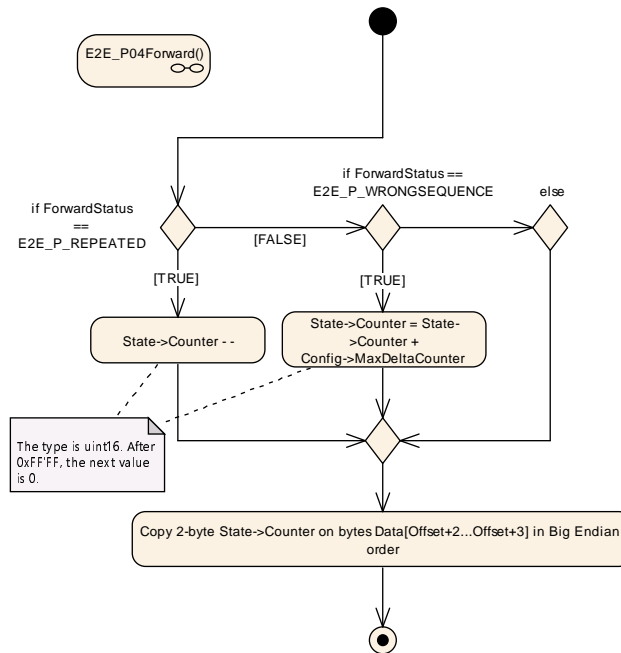 E2E_P04Forward()
if ForwardStatus ==
E2E_P_WRONGSEQUENCE
else
if ForwardStatus
==
E2E_P_REPEATED
[FALSE]
[TRUE]
[TRUE]
State->Counter - -
State->Counter = State-
>Counter +
Config->MaxDeltaCounter
The type is uint16. After
0xFF'FF, the next value
is 0.
Copy 2-byte State->Counter on bytes Data[Offset+2...Offset+3] in Big Endian
order